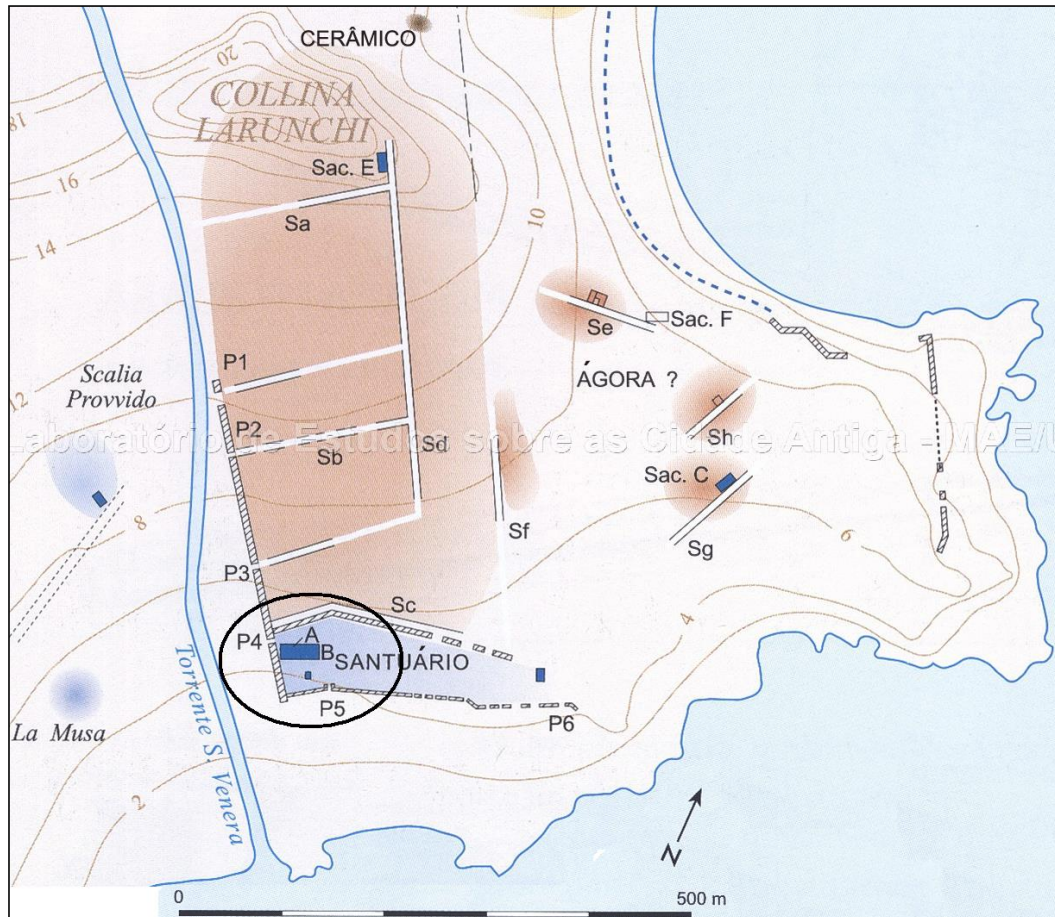 CERÂMICO
20
COLLINA
LARUNCHI
18
Sac. E
16
Sa
14
10
Se
Sac. F
P1
ÁGORA ?
Scalia
Provvido
12
P2
Sh
Laboratório de Estudos sobre as Cidade Antiga - MAE/U
Sb
Sd
Sac. C
8
Sf
Sg
6
P3
Sc
4
P4
A
B
SANTUÁRIO
P5
P6
La Musa
Torrente S. Venera
2
N
0
500 m